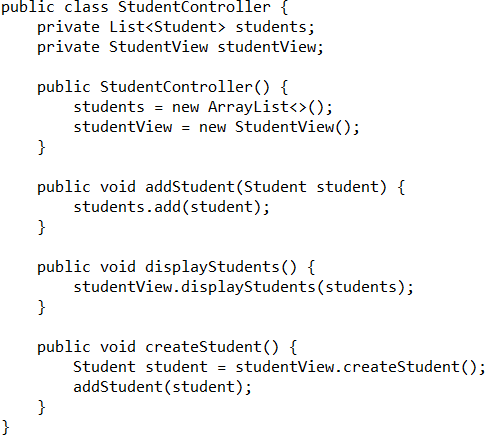 public class StudentController {
    private List<Student> students;
    private StudentView studentView;

    public StudentController() {
        students = new ArrayList<>();
        studentView = new StudentView();
    }

    public void addStudent(Student student) {
        students.add(student);
    }

    public void displayStudents() {
        studentView.displayStudents(students);
    }

    public void createStudent() {
        Student student = studentView.createStudent();
        addStudent(student);
    }
}